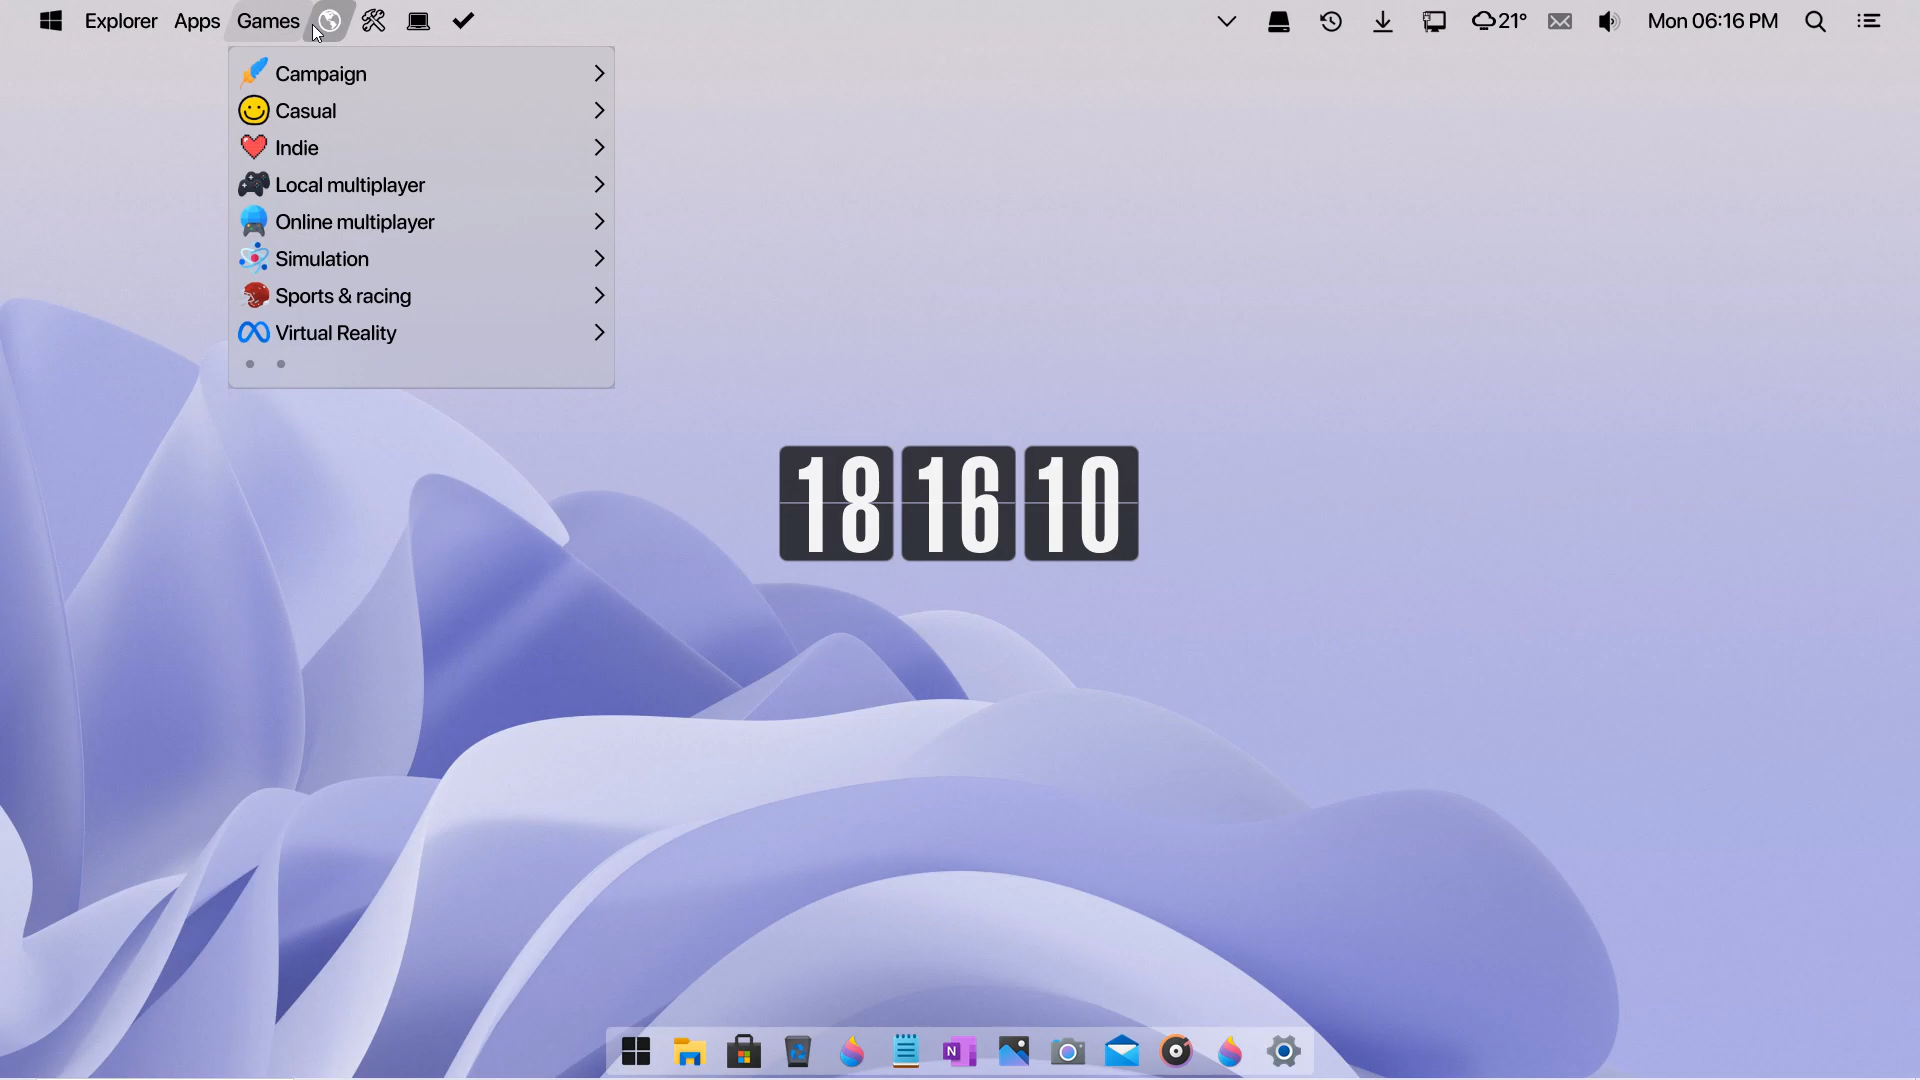 Explorer Apps Games 21° Mon 06:16 PM
Campaign
Casual
Indie
Local multiplayer
Online multiplayer
Simulation
Sports & racing
Virtual Reality
18 16 10
N